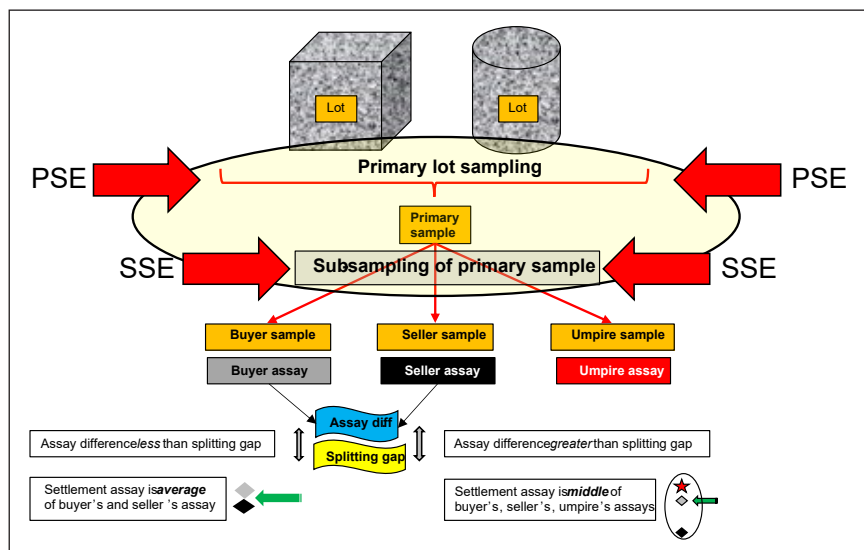 Lot
Lot
Primary lot sampling
PSE
PSE
Primary
sample
Subsampling of primary sample
SSE
SSE
Buyer sample
Seller sample
Umpire sample
Buyer assay
Seller assay
Umpire assay
Assay diff
Splitting gap
Assay differenceless than splitting gap
Assay differencegreater than splitting gap
Settlement assay isaverage
of buyer's and seller 's assay
Settlement assay ismiddle of
buyer's, seller's, umpire's assays